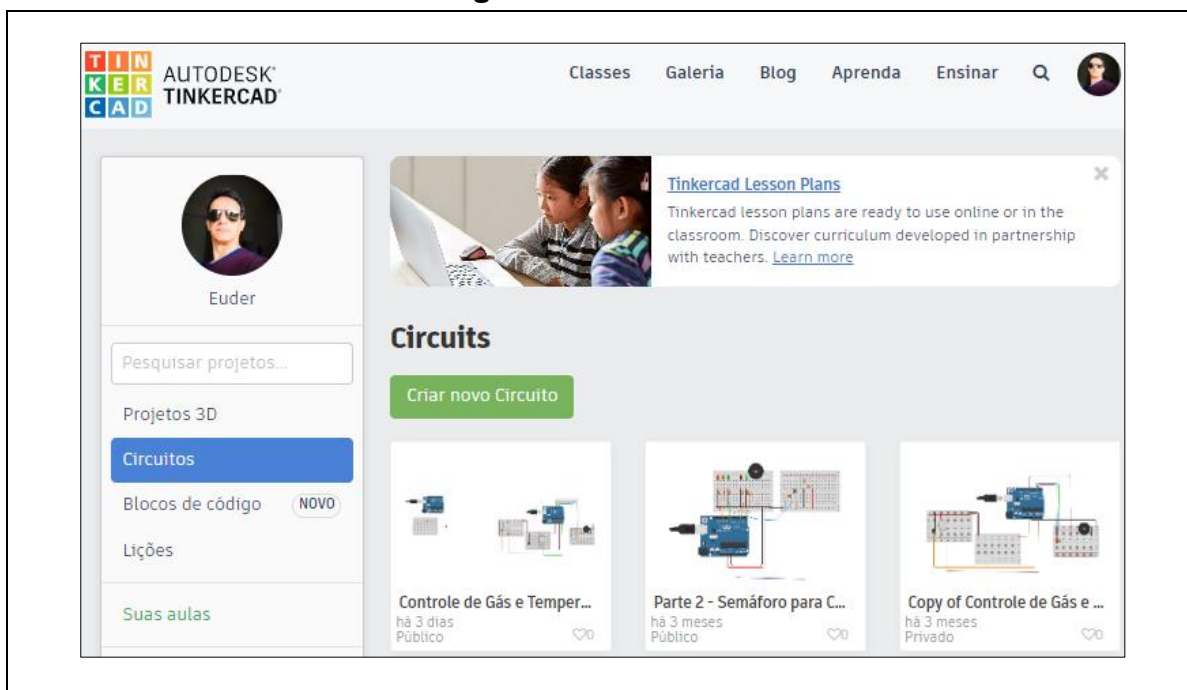 T I N
K E R
C A D
AUTODESK®
TINKERCAD®
Classes Galeria Blog Aprenda Ensinar
Euder
Pesquisar projetos...
Projetos 3D
Circuitos
Blocos de código NOVO
Lições
Suas aulas
Tinkercad Lesson Plans
Tinkercad lesson plans are ready to use online or in the
classroom. Discover curriculum developed in partnership
with teachers. Learn more
Circuits
Criar novo Circuito
Controle de Gás e Temper...
há 3 dias
Público 0
Parte 2 - Semáforo para C...
há 3 meses
Público 0
Copy of Controle de Gás e ...
há 3 meses
Privado 0